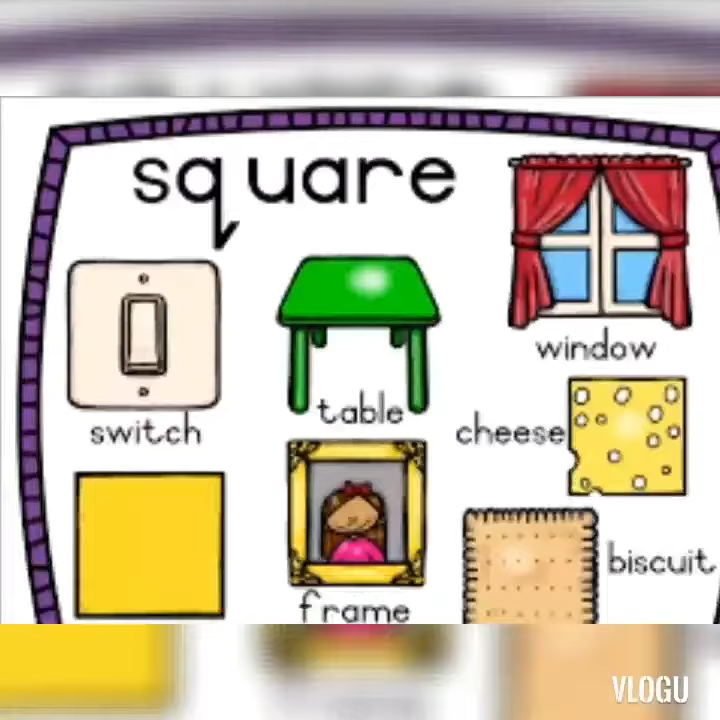 square
window
switch
table
cheese
biscuit
frame
VLOGU